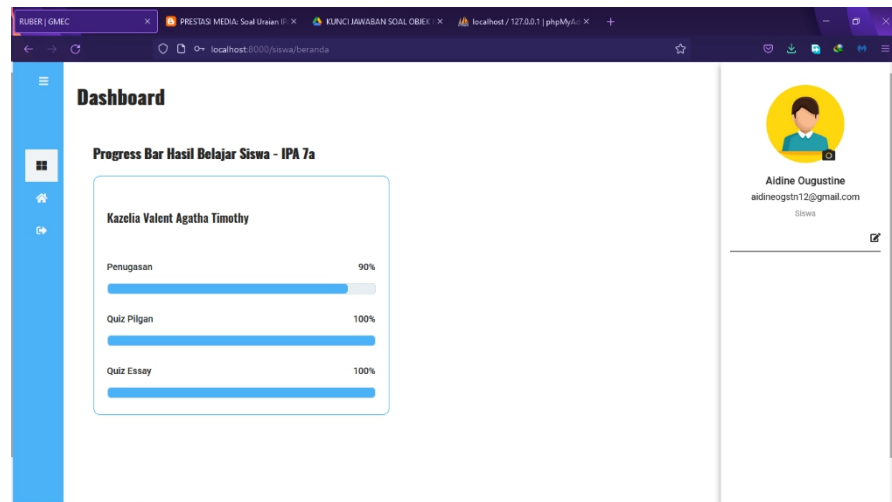 RUBER | GMEC
PRESTASI MEDIA: Soal Uraian IP
KUNCI JAWABAN SOAL OBJEK
localhost / 127.0.0.1 | phpMyAd
localhost:8000/siswa/beranda
Dashboard
Progress Bar Hasil Belajar Siswa - IPA 7a
Kazelia Valent Agatha Timothy
Penugasan 90%
Quiz Pilgan 100%
Quiz Essay 100%
Aidine Ougustine
aidineogstn12@gmail.com
Siswa